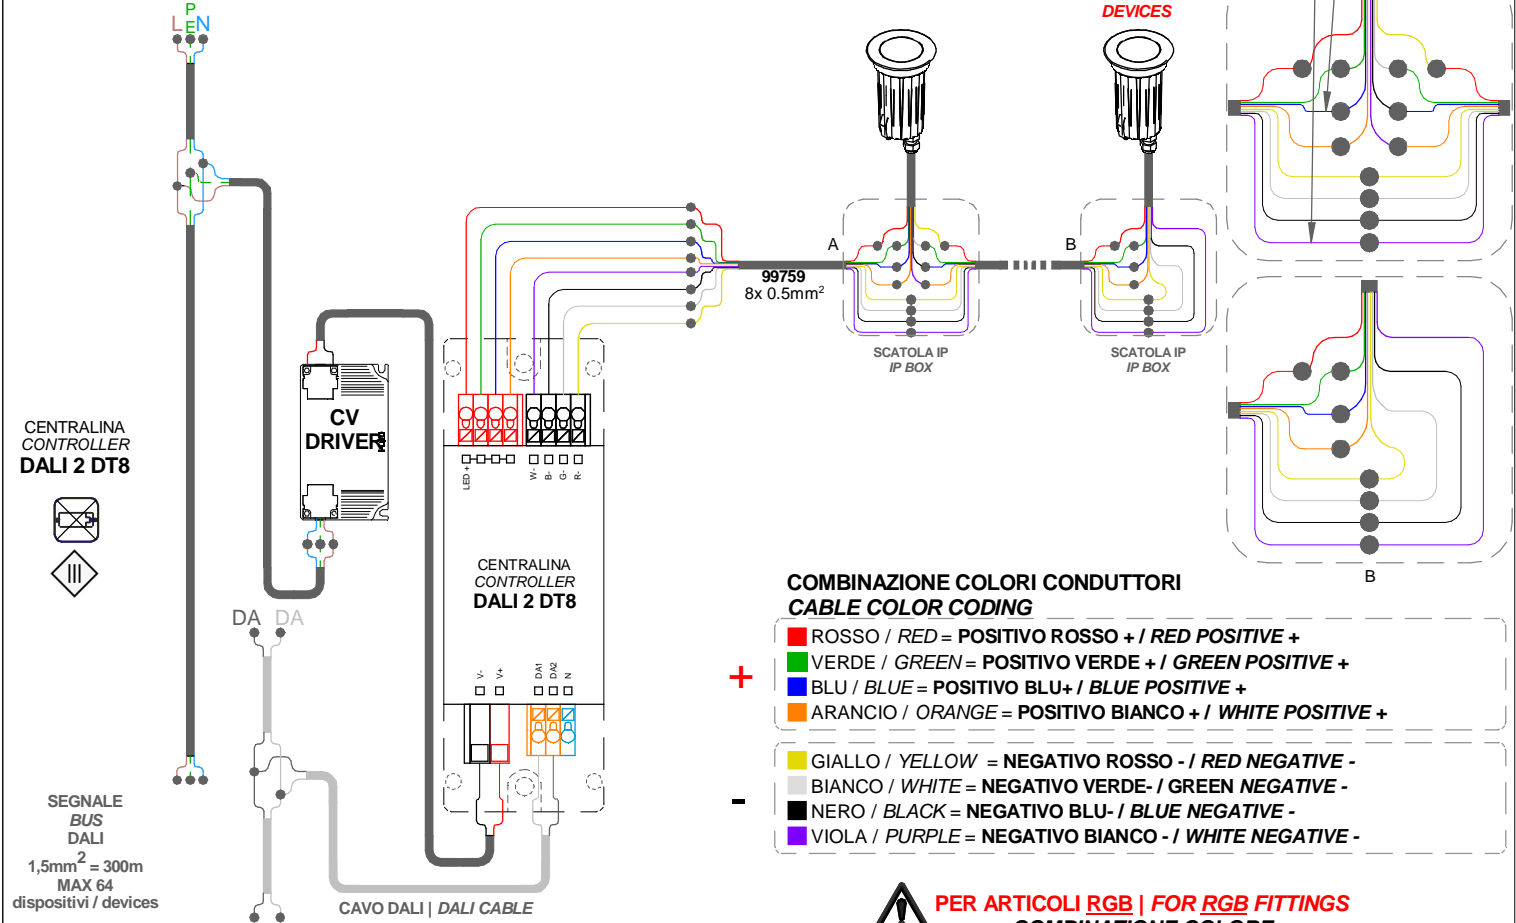 P
L E N
DEVICES
A
B
99759
8x 0.5mm²
SCATOLA IP
IP BOX
SCATOLA IP
IP BOX
CV
DRIVER
CENTRALINA
CONTROLLER
DALI 2 DT8
III
LED +
W-
B-
G-
R-
CENTRALINA
CONTROLLER
DALI 2 DT8
V-
V+
DA1
DA2
N
B
DA DA
COMBINAZIONE COLORI CONDUTTORI
CABLE COLOR CODING
+
ROSSO / RED = POSITIVO ROSSO + / RED POSITIVE +
VERDE / GREEN = POSITIVO VERDE + / GREEN POSITIVE +
BLU / BLUE = POSITIVO BLU+ / BLUE POSITIVE +
ARANCIO / ORANGE = POSITIVO BIANCO + / WHITE POSITIVE +
-
GIALLO / YELLOW = NEGATIVO ROSSO - / RED NEGATIVE -
BIANCO / WHITE = NEGATIVO VERDE- / GREEN NEGATIVE -
NERO / BLACK = NEGATIVO BLU- / BLUE NEGATIVE -
VIOLA / PURPLE = NEGATIVO BIANCO - / WHITE NEGATIVE -
SEGNALE
BUS
DALI
1,5mm² = 300m
MAX 64
dispositivi / devices
CAVO DALI | DALI CABLE
PER ARTICOLI RGB | FOR RGB FITTINGS
COMBINAZIONE COLORE